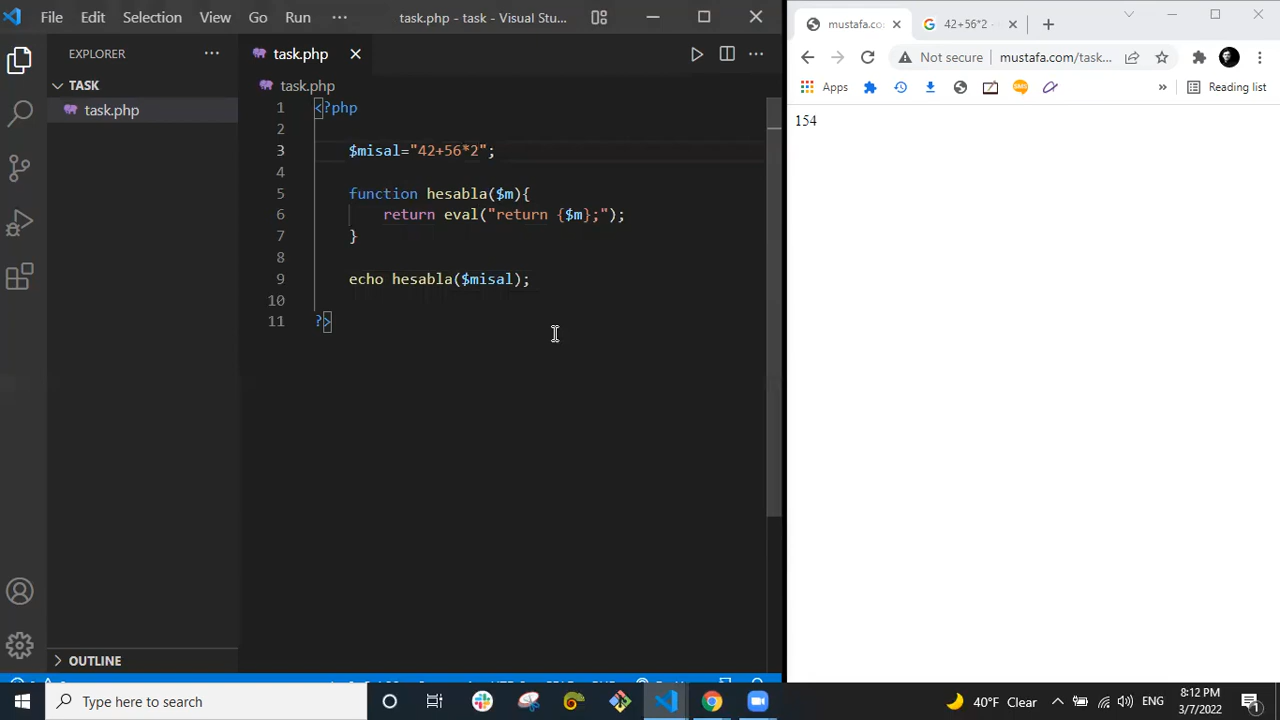 File Edit Selection View Go Run ··· task.php - task - Visual Stu...
EXPLORER ···
TASK
task.php
OUTLINE
task.php
task.php
1 <?php
2
3 $misal="42+56*2";
4
5 function hesabla($m){
6 return eval("return {$m};");
7 }
8
9 echo hesabla($misal);
10
11 ?>
mustafa.co
42+56*2 -
Not secure mustafa.com/task...
Apps » Reading list
154
Type here to search
40°F Clear ENG 8:12 PM
3/7/2022
1